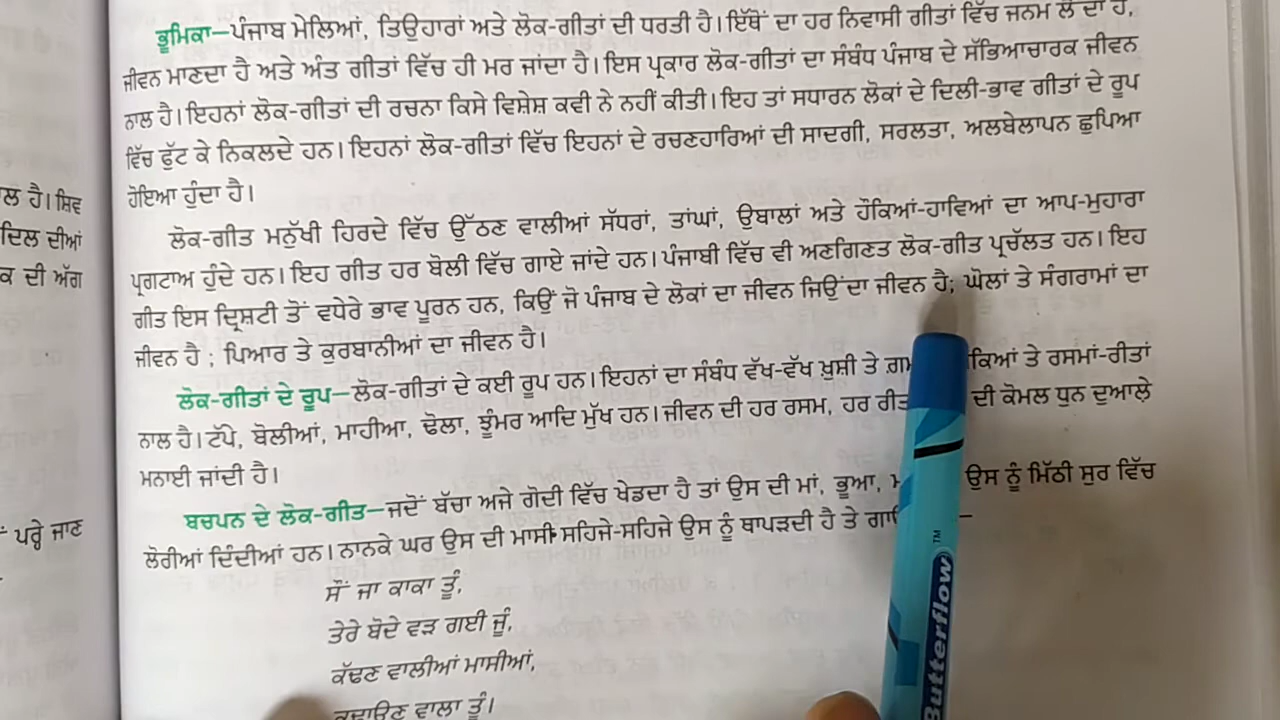 ਭੂਮਿਕਾ—ਪੰਜਾਬ ਮੇਲਿਆਂ, ਤਿਉਹਾਰਾਂ ਅਤੇ ਲੋਕ-ਗੀਤਾਂ ਦੀ ਧਰਤੀ ਹੈ। ਇੱਥੋਂ ਦਾ ਹਰ ਨਿਵਾਸੀ ਗੀਤਾਂ ਵਿੱਚ ਜਨਮ ਲੈਂਦਾ ਹੈ,
ਜੀਵਨ ਮਾਣਦਾ ਹੈ ਅਤੇ ਅੰਤ ਗੀਤਾਂ ਵਿੱਚ ਹੀ ਮਰ ਜਾਂਦਾ ਹੈ। ਇਸ ਪ੍ਰਕਾਰ ਲੋਕ-ਗੀਤਾਂ ਦਾ ਸੰਬੰਧ ਪੰਜਾਬ ਦੇ ਸੱਭਿਆਚਾਰਕ ਜੀਵਨ
ਨਾਲ ਹੈ। ਇਹਨਾਂ ਲੋਕ-ਗੀਤਾਂ ਦੀ ਰਚਨਾ ਕਿਸੇ ਵਿਸ਼ੇਸ਼ ਕਵੀ ਨੇ ਨਹੀਂ ਕੀਤੀ। ਇਹ ਤਾਂ ਸਧਾਰਨ ਲੋਕਾਂ ਦੇ ਦਿਲੀ-ਭਾਵ ਗੀਤਾਂ ਦੇ ਰੂਪ
ਵਿੱਚ ਫੁੱਟ ਕੇ ਨਿਕਲਦੇ ਹਨ। ਇਹਨਾਂ ਲੋਕ-ਗੀਤਾਂ ਵਿੱਚ ਇਹਨਾਂ ਦੇ ਰਚਣਹਾਰਿਆਂ ਦੀ ਸਾਦਗੀ, ਸਰਲਤਾ, ਅਲਬੇਲਾਪਨ ਛੁਪਿਆ
ਹੋਇਆ ਹੁੰਦਾ ਹੈ।
ਲੋਕ-ਗੀਤ ਮਨੁੱਖੀ ਹਿਰਦੇ ਵਿੱਚ ਉੱਠਣ ਵਾਲੀਆਂ ਸੱਧਰਾਂ, ਤਾਂਘਾਂ, ਉਬਾਲਾਂ ਅਤੇ ਹੌਕਿਆਂ-ਹਾਵਿਆਂ ਦਾ ਆਪ-ਮੁਹਾਰਾ
ਪ੍ਰਗਟਾਅ ਹੁੰਦੇ ਹਨ। ਇਹ ਗੀਤ ਹਰ ਬੋਲੀ ਵਿੱਚ ਗਾਏ ਜਾਂਦੇ ਹਨ। ਪੰਜਾਬੀ ਵਿੱਚ ਵੀ ਅਣਗਿਣਤ ਲੋਕ-ਗੀਤ ਪ੍ਰਚੱਲਤ ਹਨ। ਇਹ
ਗੀਤ ਇਸ ਦ੍ਰਿਸ਼ਟੀ ਤੋਂ ਵਧੇਰੇ ਭਾਵ ਪੂਰਨ ਹਨ, ਕਿਉਂ ਜੋ ਪੰਜਾਬ ਦੇ ਲੋਕਾਂ ਦਾ ਜੀਵਨ ਜਿਉਂਦਾ ਜੀਵਨ ਹੈ; ਘੋਲਾਂ ਤੇ ਸੰਗਰਾਮਾਂ ਦਾ
ਜੀਵਨ ਹੈ ; ਪਿਆਰ ਤੇ ਕੁਰਬਾਨੀਆਂ ਦਾ ਜੀਵਨ ਹੈ।
ਲੋਕ-ਗੀਤਾਂ ਦੇ ਰੂਪ—ਲੋਕ-ਗੀਤਾਂ ਦੇ ਕਈ ਰੂਪ ਹਨ। ਇਹਨਾਂ ਦਾ ਸੰਬੰਧ ਵੱਖ-ਵੱਖ ਖ਼ੁਸ਼ੀ ਤੇ ਤੇ ਰਸਮਾਂ-ਰੀਤਾਂ
ਨਾਲ ਹੈ। ਟੱਪੇ, ਬੋਲੀਆਂ, ਮਾਹੀਆ, ਢੋਲਾ, ਝੂੰਮਰ ਆਦਿ ਮੁੱਖ ਹਨ। ਜੀਵਨ ਦੀ ਹਰ ਰਸਮ, ਹਰ ਰੀਤ ਦੀ ਕੋਮਲ ਧੁਨ ਦੁਆਲੇ
ਮਨਾਈ ਜਾਂਦੀ ਹੈ।
ਬਚਪਨ ਦੇ ਲੋਕ-ਗੀਤ—ਜਦੋਂ ਬੱਚਾ ਅਜੇ ਗੋਦੀ ਵਿੱਚ ਖੇਡਦਾ ਹੈ ਤਾਂ ਉਸ ਦੀ ਮਾਂ, ਭੂਆ, ਉਸ ਨੂੰ ਮਿੱਠੀ ਸੁਰ ਵਿੱਚ
ਲੋਰੀਆਂ ਦਿੰਦੀਆਂ ਹਨ। ਨਾਨਕੇ ਘਰ ਉਸ ਦੀ ਮਾਸੀ ਸਹਿਜੇ-ਸਹਿਜੇ ਉਸ ਨੂੰ ਥਾਪੜਦੀ ਹੈ ਤੇ —
ਸੌਂ ਜਾ ਕਾਕਾ ਤੂੰ,
ਤੇਰੇ ਬੋਦੇ ਵੜ ਗਈ ਜੂੰ,
ਕੱਢਣ ਵਾਲੀਆਂ ਮਾਸੀਆਂ,
ਕਢਾਉਣ ਵਾਲਾ ਤੂੰ।
ਹੈ। ਸ਼ਿਵ
ਦਿਲ ਦੀਆਂ
ਦੀ ਅੱਗ
ਪਰ੍ਹੇ ਜਾਣ
Butterflow™